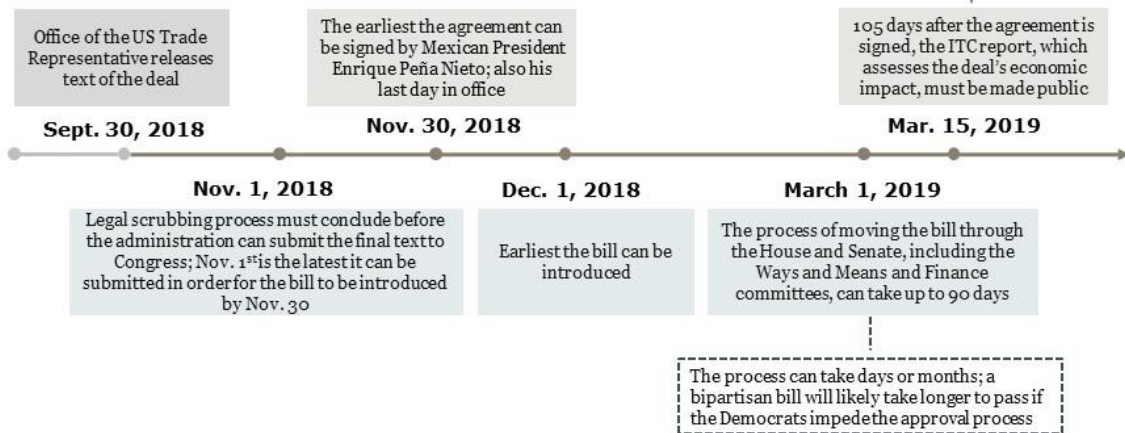 Office of the US Trade
Representative releases
text of the deal
Sept. 30, 2018
The earliest the agreement can
be signed by Mexican President
Enrique Peña Nieto; also his
last day in office
Nov. 30, 2018
105 days after the agreement is
signed, the ITC report, which
assesses the deal's economic
impact, must be made public
Mar. 15, 2019
Nov. 1, 2018
Legal scrubbing process must conclude before
the administration can submit the final text to
Congress; Nov. 1st is the latest it can be
submitted in orderfor the bill to be introduced
by Nov. 30
Dec. 1, 2018
Earliest the bill can be
introduced
March 1, 2019
The process of moving the bill through
the House and Senate, including the
Ways and Means and Finance
committees, can take up to 90 days
The process can take days or months; a
bipartisan bill will likely take longer to pass if
the Democrats impede the approval process